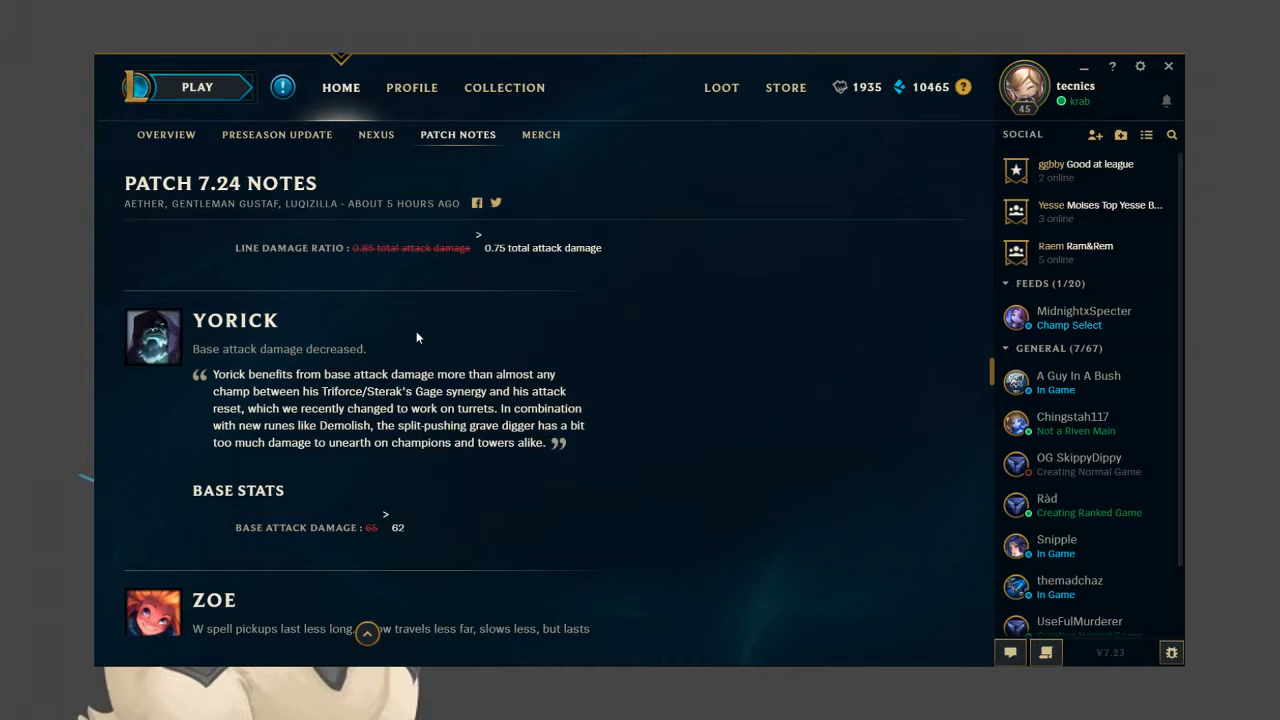 PLAY
HOME
PROFILE
COLLECTION
LOOT
STORE
1935
10465
?
?
45
tecnics
krab
OVERVIEW
PRESEASON UPDATE
NEXUS
PATCH NOTES
MERCH
PATCH 7.24 NOTES
AETHER, GENTLEMAN GUSTAF, LUQIZILLA - ABOUT 5 HOURS AGO
LINE DAMAGE RATIO : 0.85 total attack damage > 0.75 total attack damage
YORICK
Base attack damage decreased.
“ Yorick benefits from base attack damage more than almost any
champ between his Triforce/Sterak's Gage synergy and his attack
reset, which we recently changed to work on turrets. In combination
with new runes like Demolish, the split-pushing grave digger has a bit
too much damage to unearth on champions and towers alike. ”
BASE STATS
BASE ATTACK DAMAGE : 65 > 62
ZOE
W spell pickups last less long. ow travels less far, slows less, but lasts
SOCIAL
ggbby Good at league
2 online
Yesse Moises Top Yesse B...
3 online
Raem Ram&Rem
5 online
FEEDS (1/20)
MidnightxSpecter
Champ Select
GENERAL (7/67)
A Guy In A Bush
In Game
Chingstah117
Not a Riven Main
OG SkippyDippy
Creating Normal Game
Ràd
Creating Ranked Game
Snipple
In Game
themadchaz
In Game
UseFulMurderer
Creating Normal Game
V7.23